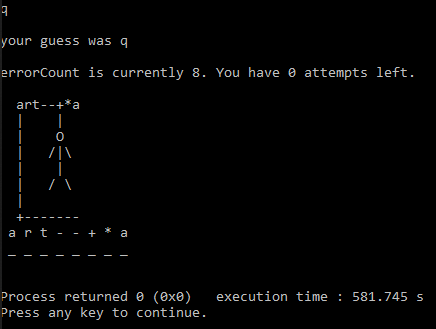 q
your guess was q
errorCount is currently 8. You have 0 attempts left.
  art--+*a
  |    |
  |    O
  |   /|\
  |    |
  |   / \
  |
  +-------
 a r t - - + * a
 _ _ _ _ _ _ _ _
Process returned 0 (0x0)   execution time : 581.745 s
Press any key to continue.